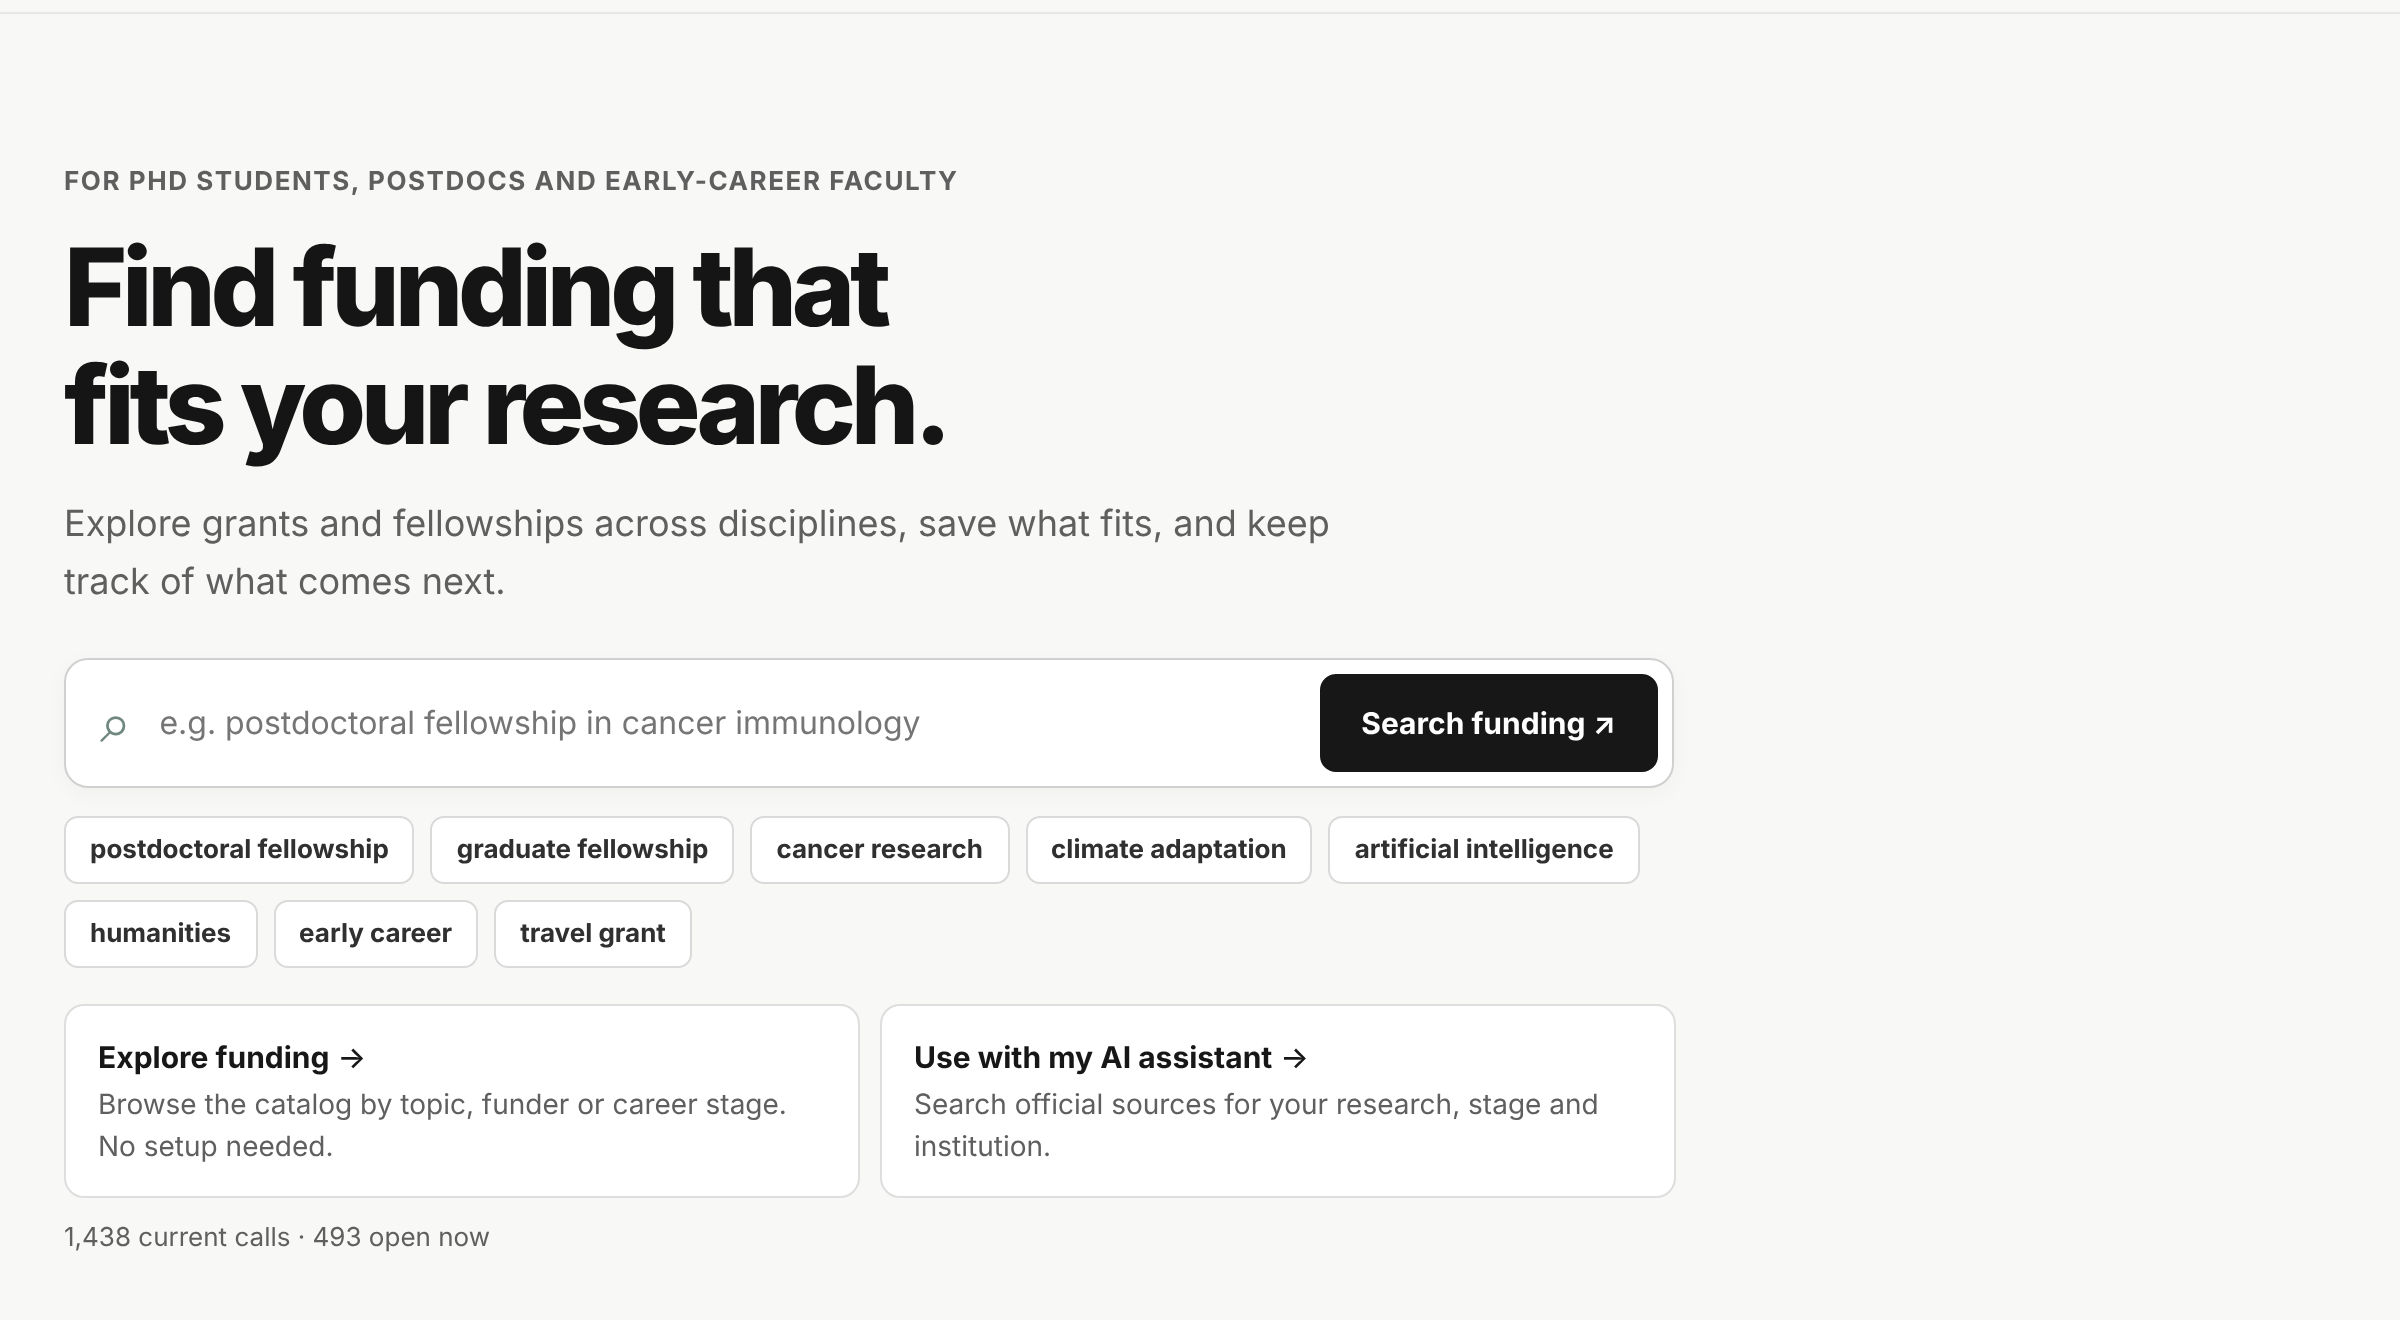 FOR PHD STUDENTS, POSTDOCS AND EARLY-CAREER FACULTY
Find funding that
fits your research.
Explore grants and fellowships across disciplines, save what fits, and keep
track of what comes next.
e.g. postdoctoral fellowship in cancer immunology
Search funding ↗
postdoctoral fellowship
graduate fellowship
cancer research
climate adaptation
artificial intelligence
humanities
early career
travel grant
Explore funding →
Browse the catalog by topic, funder or career stage.
No setup needed.
Use with my AI assistant →
Search official sources for your research, stage and
institution.
1,438 current calls · 493 open now